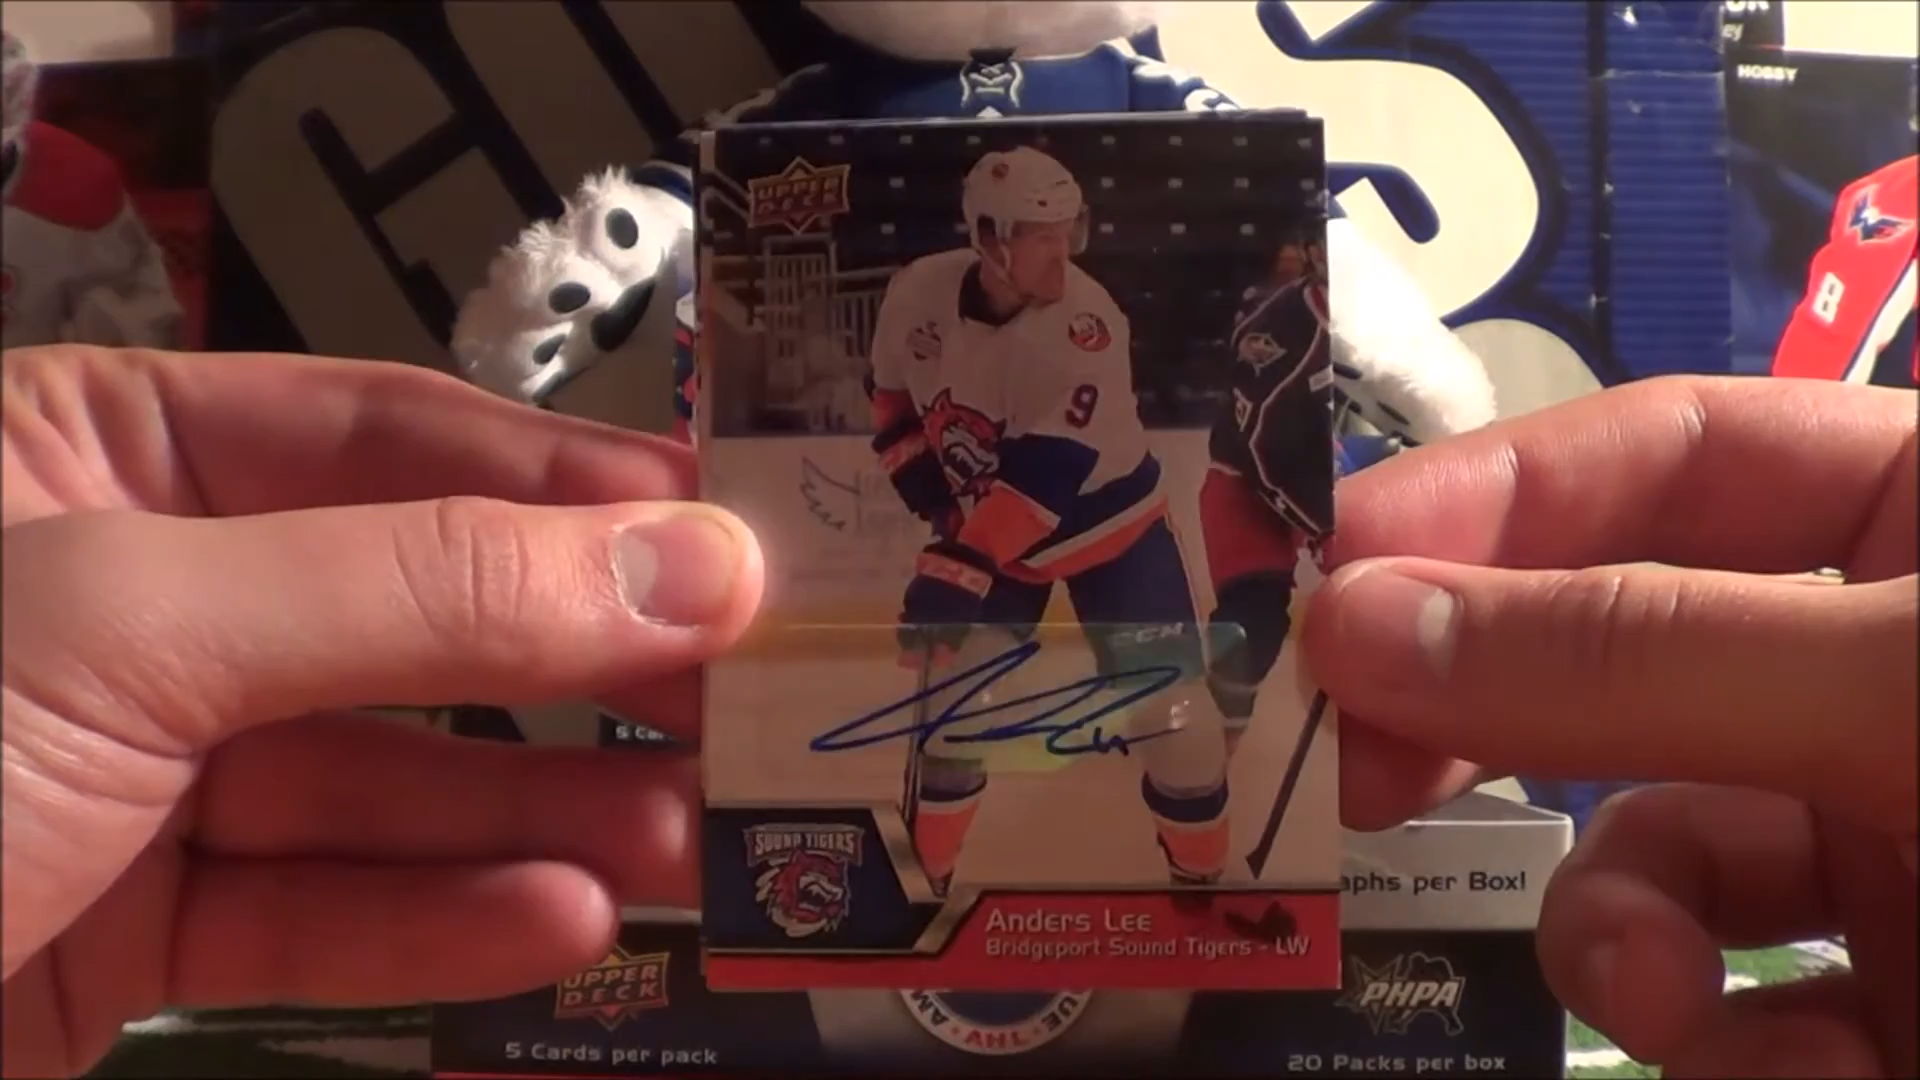 HOBBY
8
UPPER
DECK
9
CCM
SOUND TIGERS
Anders Lee
Bridgeport Sound Tigers - LW
aphs per Box!
UPPER
DECK
AHL
PHPA
5 Cards per pack
20 Packs per box